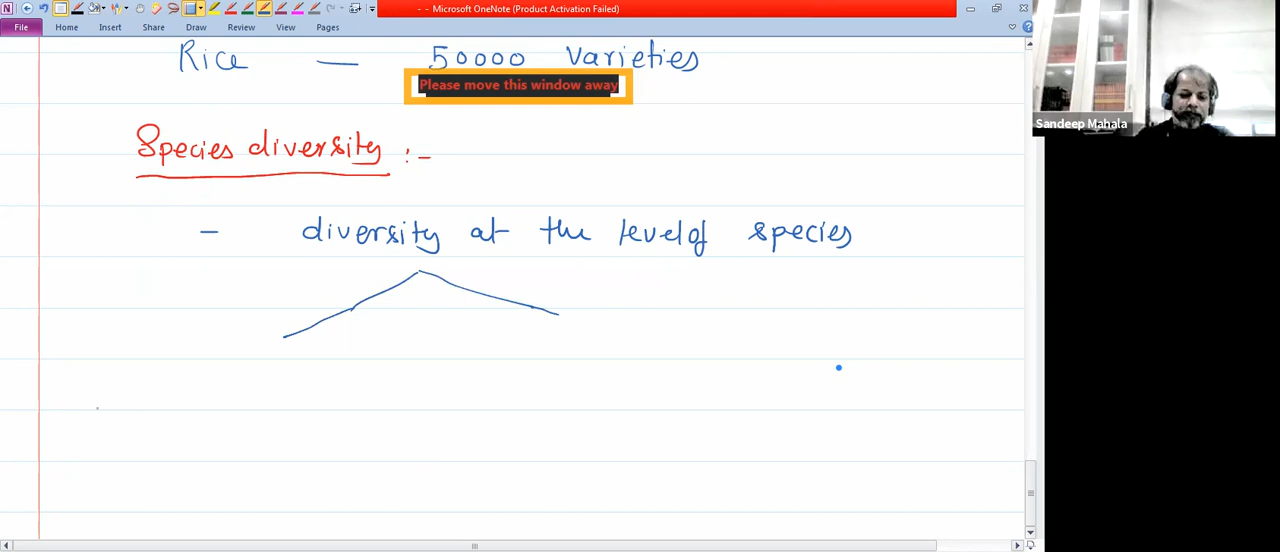 - - Microsoft OneNote (Product Activation Failed)
File Home Insert Share Draw Review View Pens
Rice — 50000 Varieties
Please move this window away
Sandeep Mahala
Species diversity :-
- diversity at the level of species